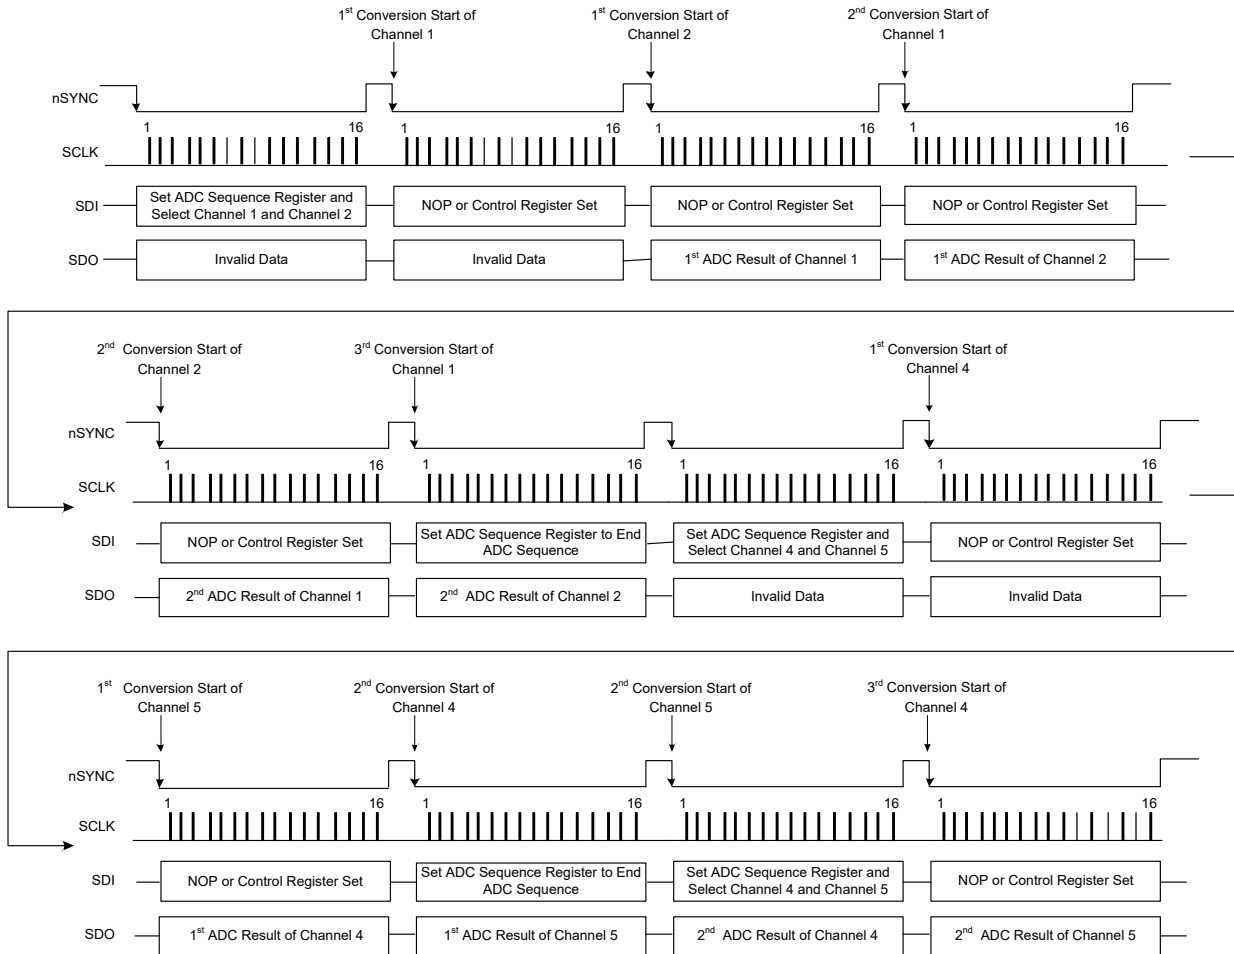 1st Conversion Start of Channel 1
1st Conversion Start of Channel 2
2nd Conversion Start of Channel 1
nSYNC
1 16 1 16 1 16 1 16
SCLK
SDI
Set ADC Sequence Register and Select Channel 1 and Channel 2
NOP or Control Register Set
NOP or Control Register Set
NOP or Control Register Set
SDO
Invalid Data
Invalid Data
1st ADC Result of Channel 1
1st ADC Result of Channel 2
2nd Conversion Start of Channel 2
3rd Conversion Start of Channel 1
1st Conversion Start of Channel 4
nSYNC
1 16 1 16 1 16 1 16
SCLK
SDI
NOP or Control Register Set
Set ADC Sequence Register to End ADC Sequence
Set ADC Sequence Register and Select Channel 4 and Channel 5
NOP or Control Register Set
SDO
2nd ADC Result of Channel 1
2nd ADC Result of Channel 2
Invalid Data
Invalid Data
1st Conversion Start of Channel 5
2nd Conversion Start of Channel 4
2nd Conversion Start of Channel 5
3rd Conversion Start of Channel 4
nSYNC
1 16 1 16 1 16 1 16
SCLK
SDI
NOP or Control Register Set
Set ADC Sequence Register to End ADC Sequence
Set ADC Sequence Register and Select Channel 4 and Channel 5
NOP or Control Register Set
SDO
1st ADC Result of Channel 4
1st ADC Result of Channel 5
2nd ADC Result of Channel 4
2nd ADC Result of Channel 5